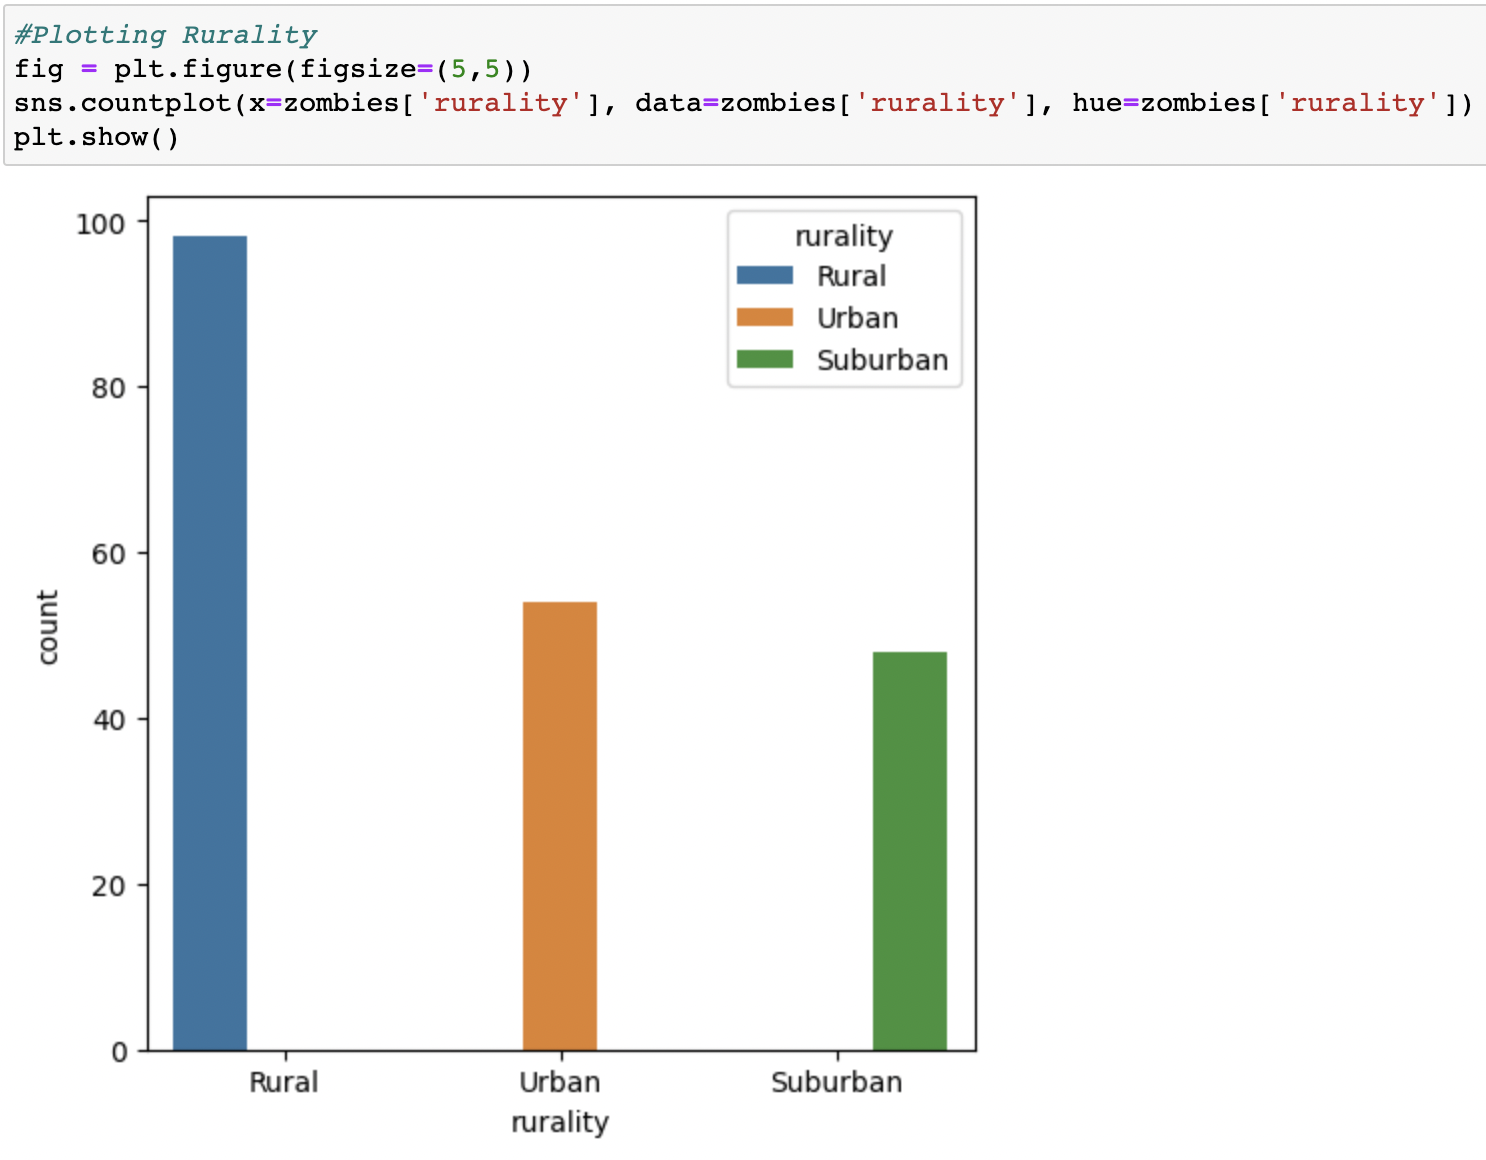 #Plotting Rurality
fig = plt.figure(figsize=(5,5))
sns.countplot(x=zombies['rurality'], data=zombies['rurality'], hue=zombies['rurality'])
plt.show()
100
80
60
40
20
0
count
rurality
Rural
Urban
Suburban
Rural Urban Suburban
rurality